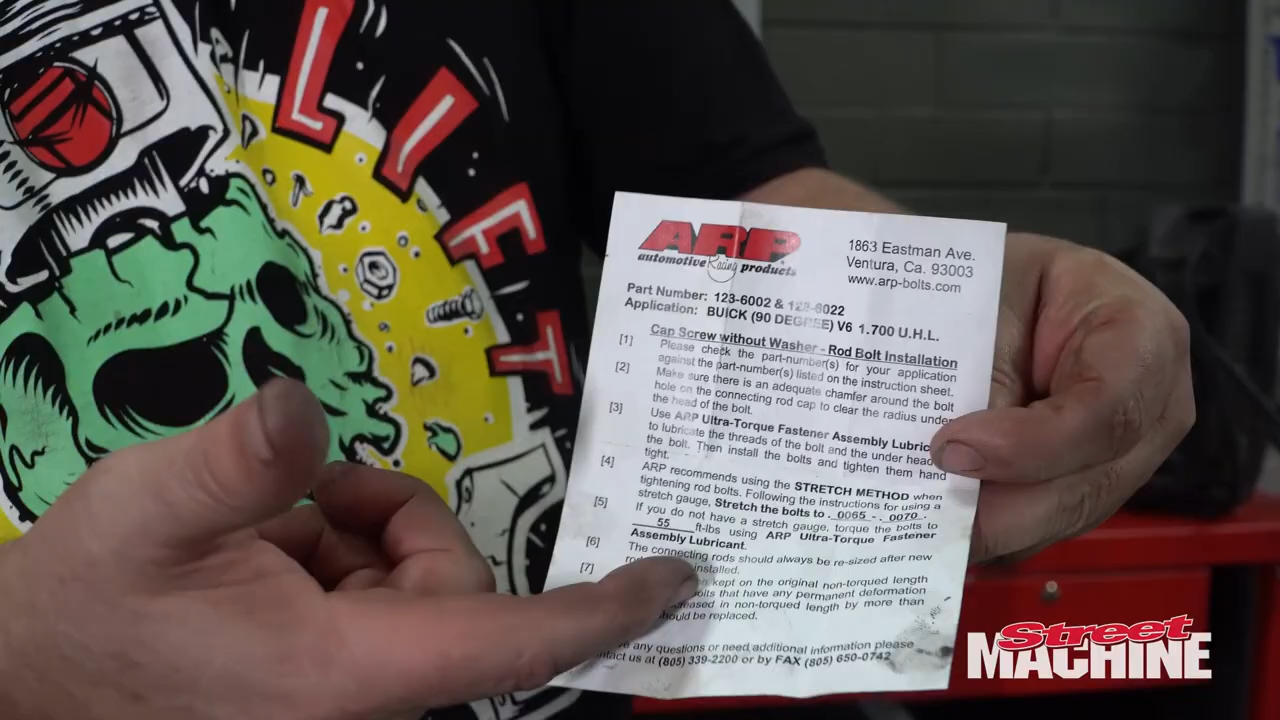 LIFT
ARP
automotive Racing products
1863 Eastman Ave.
Ventura, Ca. 93003
www.arp-bolts.com
Part Number: 123-6002 & 123-6022
Application: BUICK (90 DEGREE) V6 1.700 U.H.L.
Cap Screw without Washer - Rod Bolt Installation
[1] Please check the part-number(s) for your application
against the part-number(s) listed on the instruction sheet.
[2] Make sure there is an adequate chamfer around the bolt
hole on the connecting rod cap to clear the radius under
the head of the bolt.
[3] Use ARP Ultra-Torque Fastener Assembly Lubric
to lubricate the threads of the bolt and the under head
the bolt. Then install the bolts and tighten them hand
tight.
[4] ARP recommends using the STRETCH METHOD when
tightening rod bolts. Following the instructions for using a
stretch gauge, Stretch the bolts to .0065 - .0070.
[5] If you do not have a stretch gauge, torque the bolts to
55 ft-lbs using ARP Ultra-Torque Fastener
Assembly Lubricant.
[6] The connecting rods should always be re-sized after new
installed.
[7] kept on the original non-torqued length
bolts that have any permanent deformation
in non-torqued length by more than
should be replaced.
any questions or need additional information please
us at (805) 339-2200 or by FAX (805) 650-0742
Street
MACHINE